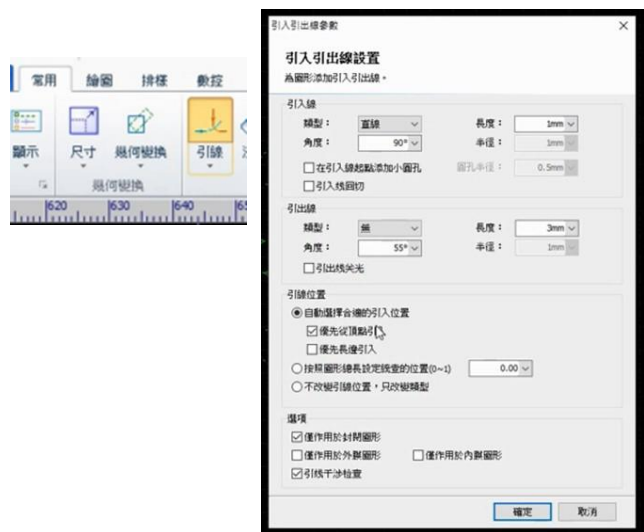 常用 繪圖 排樣 數控
顯示 尺寸 幾何變換 引線
幾何變換
620 630 640
引入引出線參數
引入引出線設置
為圖形添加引入引出線。
引入線
類型： 直線 長度： 1mm
角度： 90° 半徑： 1mm
在引入線起點添加小圓孔 圓孔半徑： 0.5mm
引入线回切
引出線
類型： 無 長度： 3mm
角度： 55° 半徑： 1mm
引出线关光
引線位置
自動選擇合適的引入位置
優先從頂點引入
優先長邊引入
按照圖形總長設定統壹的位置(0~1) 0.00
不改變引線位置，只改變類型
選項
僅作用於封閉圖形
僅作用於外膜圖形 僅作用於內膜圖形
引线干涉检查
確定 取消